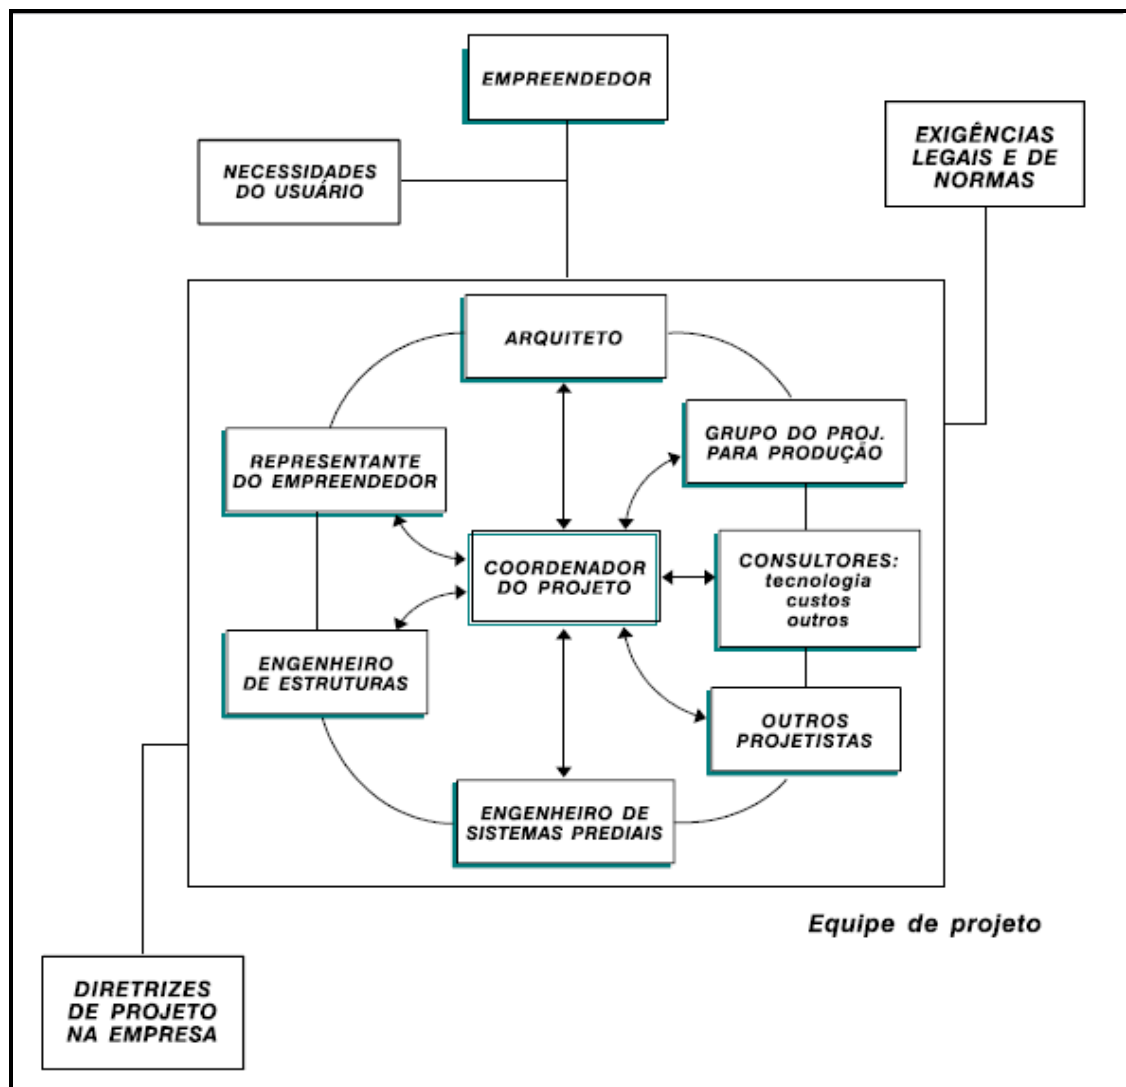 EMPREENDEDOR
EXIGÊNCIAS
LEGAIS E DE
NORMAS
NECESSIDADES
DO USUÁRIO
ARQUITETO
GRUPO DO PROJ.
PARA PRODUÇÃO
REPRESENTANTE
DO EMPREENDEDOR
COORDENADOR
DO PROJETO
CONSULTORES:
tecnologia
custos
outros
ENGENHEIRO
DE ESTRUTURAS
OUTROS
PROJETISTAS
ENGENHEIRO DE
SISTEMAS PREDIAIS
Equipe de projeto
DIRETRIZES
DE PROJETO
NA EMPRESA